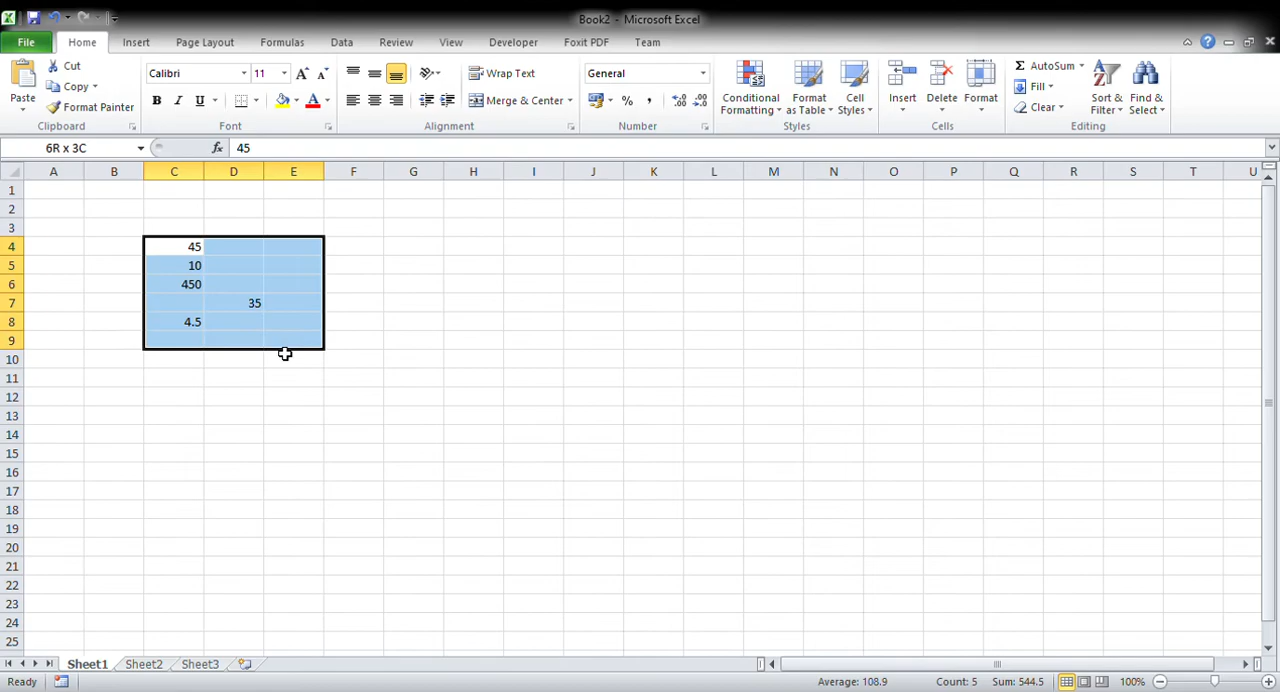 Book2 - Microsoft Excel
File Home Insert Page Layout Formulas Data Review View Developer Foxit PDF Team
Paste
Cut
Copy
Format Painter
Clipboard
Calibri 11 A A
B I U A
Font
Wrap Text
Merge & Center
Alignment
General
% ,
Number
Conditional Formatting
Format as Table
Cell Styles
Styles
Insert Delete Format
Cells
Σ AutoSum
Fill
Clear
Sort & Filter
Find & Select
Editing
6R x 3C fx 45
A B C D E F G H I J K L M N O P Q R S T U
1
2
3
4 45
5 10
6 450
7 35
8 4.5
9
10
11
12
13
14
15
16
17
18
19
20
21
22
23
24
25
Sheet1 Sheet2 Sheet3
Ready Average: 108.9 Count: 5 Sum: 544.5 100%